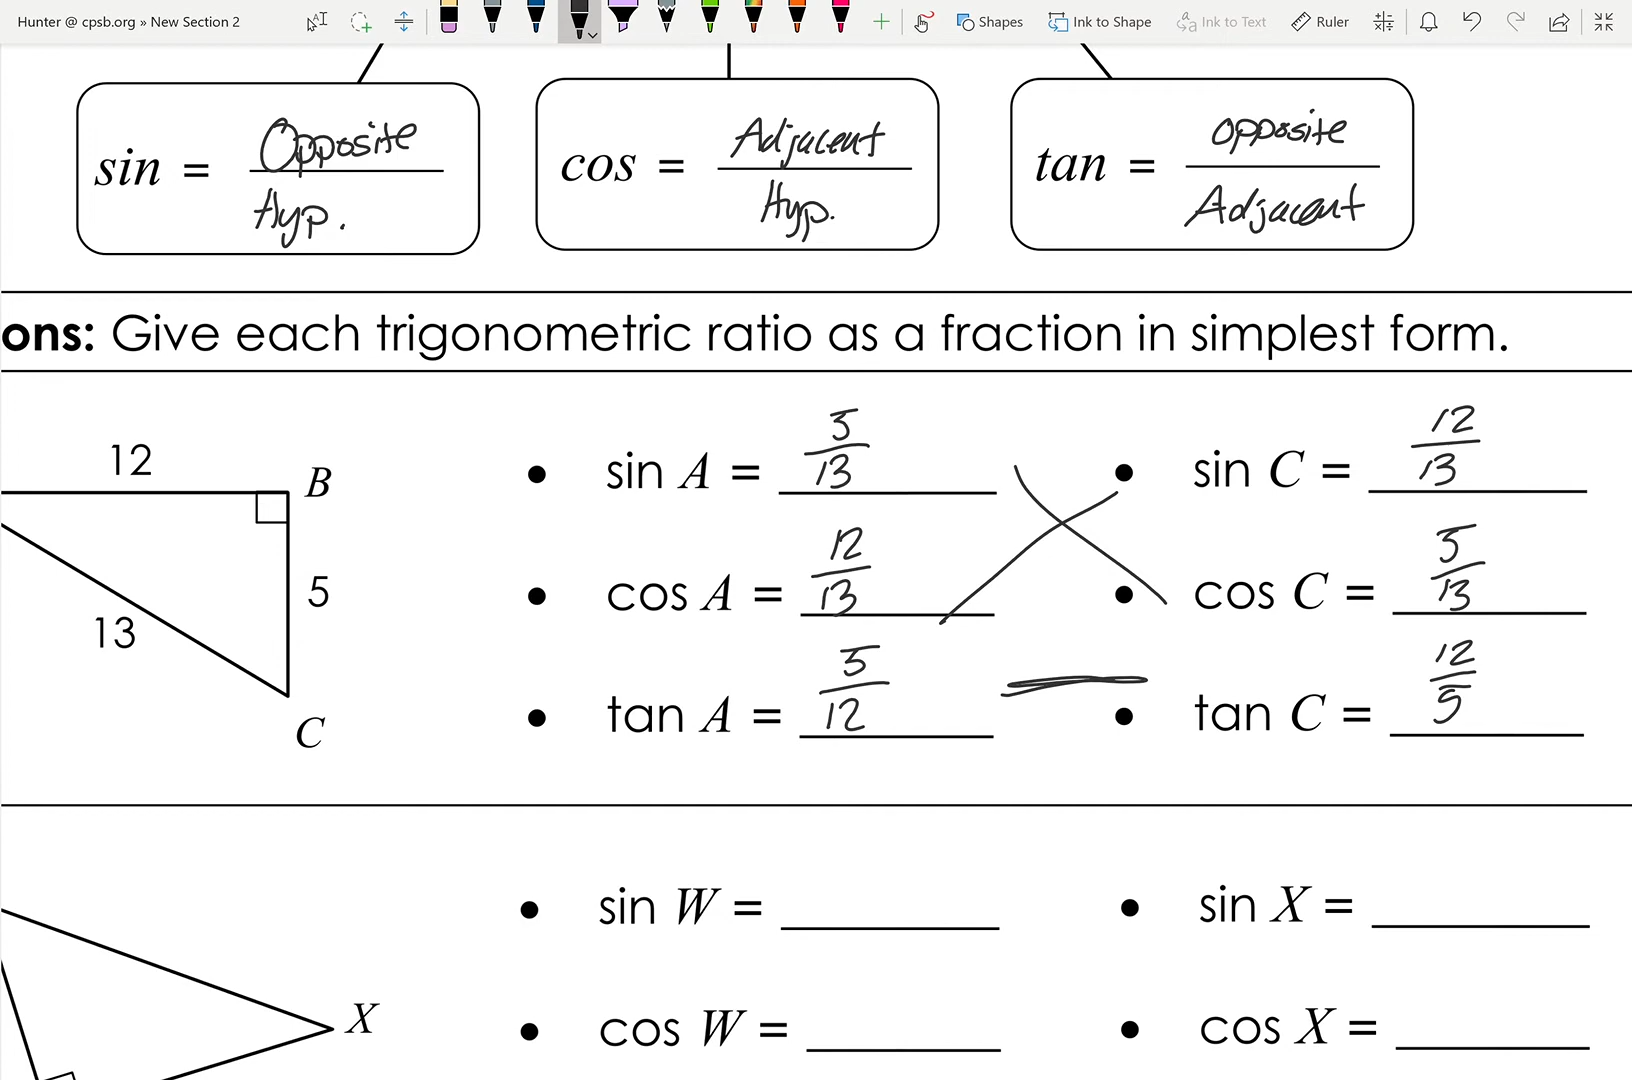 Hunter @ cpsb.org » New Section 2 Shapes Ink to Shape Ink to Text Ruler
sin = Opposite / Hyp.
cos = Adjacent / Hyp.
tan = Opposite / Adjacent
ons: Give each trigonometric ratio as a fraction in simplest form.
12
B
5
13
C
• sin A = 5/13
• sin C = 12/13
• cos A = 12/13
• cos C = 5/13
• tan A = 5/12
• tan C = 12/5
X
• sin W =
• sin X =
• cos W =
• cos X =